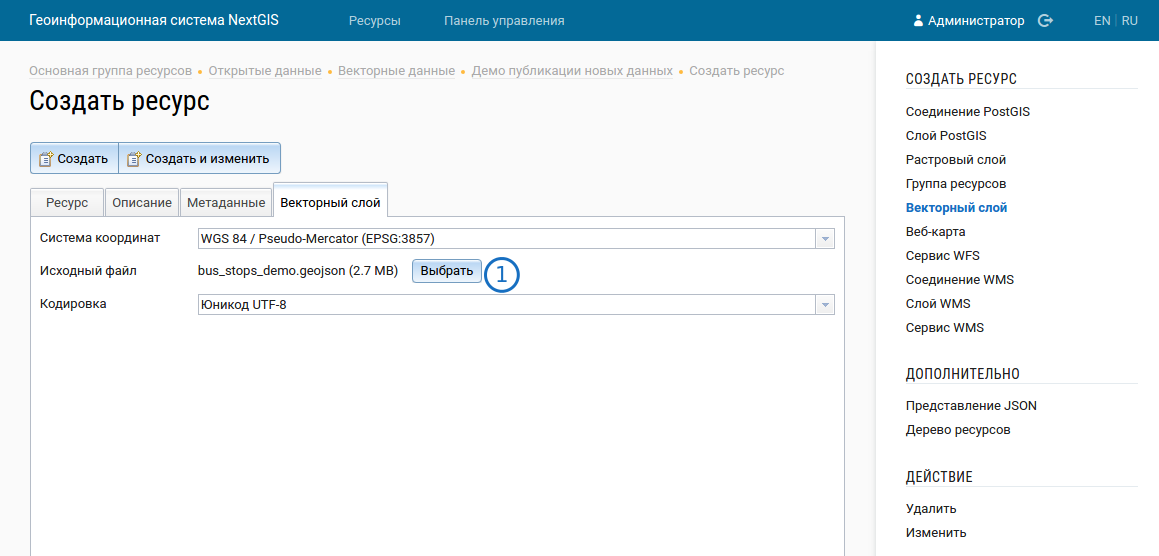 Геоинформационная система NextGIS Ресурсы Панель управления Администратор EN RU
Основная группа ресурсов • Открытые данные • Векторные данные • Демо публикации новых данных • Создать ресурс
Создать ресурс
Создать Создать и изменить
Ресурс Описание Метаданные Векторный слой
Система координат WGS 84 / Pseudo-Mercator (EPSG:3857)
Исходный файл bus_stops_demo.geojson (2.7 MB) Выбрать 1
Кодировка Юникод UTF-8
СОЗДАТЬ РЕСУРС
Соединение PostGIS
Слой PostGIS
Растровый слой
Группа ресурсов
Векторный слой
Веб-карта
Сервис WFS
Соединение WMS
Слой WMS
Сервис WMS
ДОПОЛНИТЕЛЬНО
Представление JSON
Дерево ресурсов
ДЕЙСТВИЕ
Удалить
Изменить